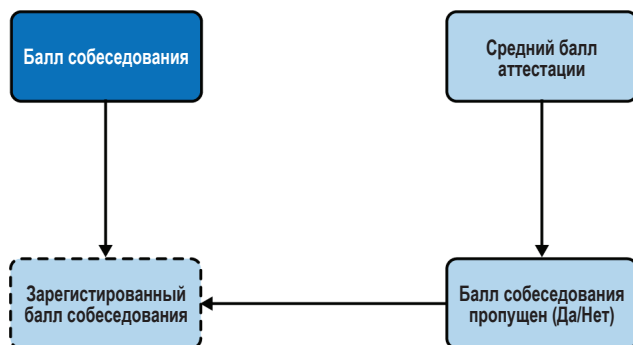 Балл собеседования
Средний балл
аттестации
Зарегистированный
балл собеседования
Балл собеседования
пропущен (Да/Нет)